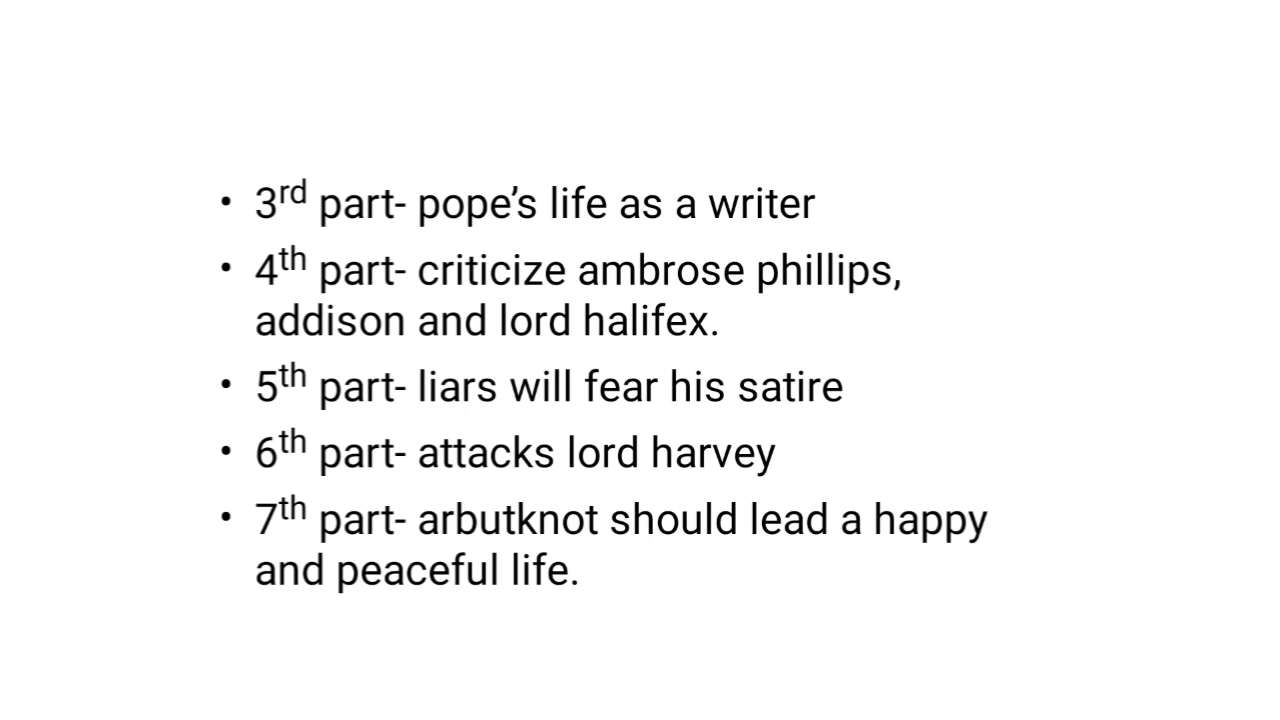 • 3rd part- pope’s life as a writer
• 4th part- criticize ambrose phillips,
addison and lord halifex.
• 5th part- liars will fear his satire
• 6th part- attacks lord harvey
• 7th part- arbutknot should lead a happy
and peaceful life.